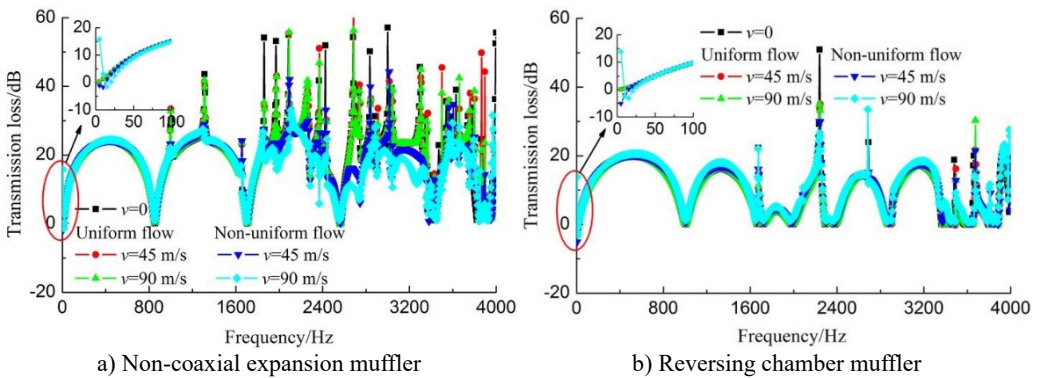 60
40
20
0
-20
Transmission loss/dB
20
10
0
-10
0 50 100
v=0
Uniform flow Non-uniform flow
v=45 m/s v=45 m/s
v=90 m/s v=90 m/s
0 800 1600 2400 3200 4000
Frequency/Hz
a) Non-coaxial expansion muffler
60
40
20
0
-20
Transmission loss/dB
20
10
0
-10
0 50 100
v=0
Uniform flow Non-uniform flow
v=45 m/s v=45 m/s
v=90 m/s v=90 m/s
0 800 1600 2400 3200 4000
Frequency/Hz
b) Reversing chamber muffler